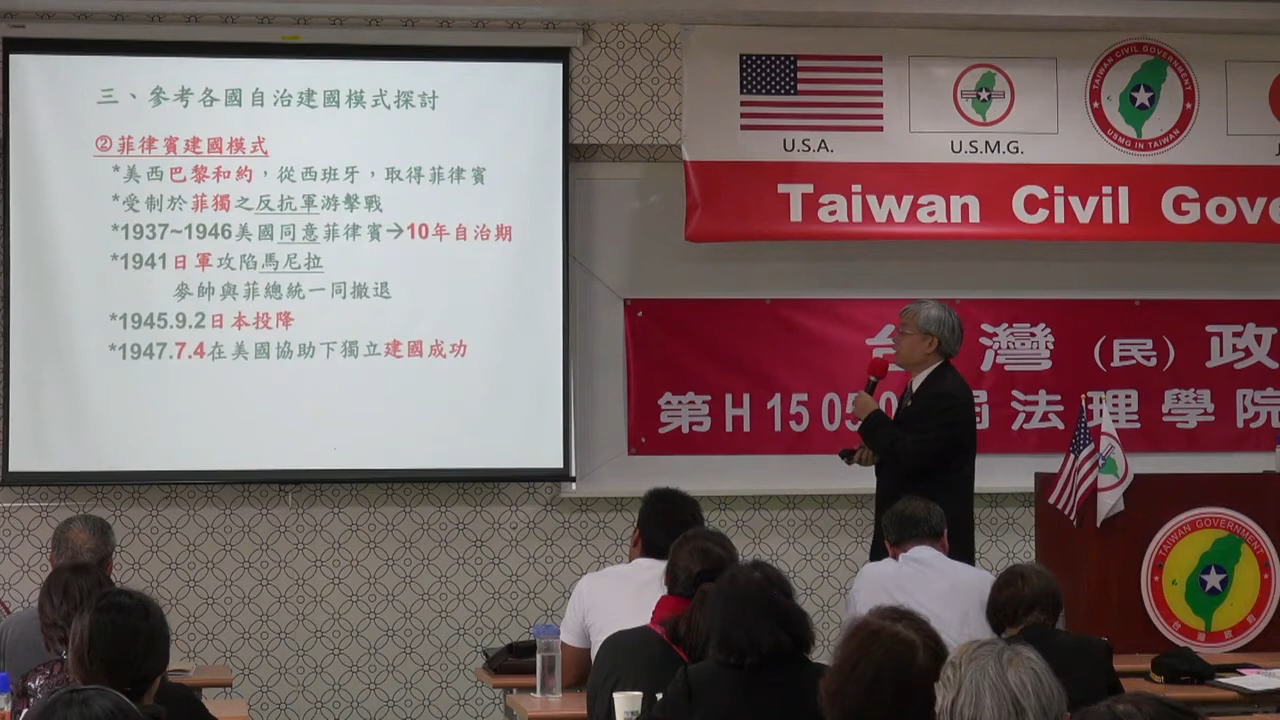 三、參考各國自治建國模式探討
②菲律賓建國模式
*美西巴黎和約，從西班牙，取得菲律賓
*受制於菲獨之反抗軍游擊戰
*1937~1946美國同意菲律賓→10年自治期
*1941日軍攻陷馬尼拉
麥帥與菲總統一同撤退
*1945.9.2日本投降
*1947.7.4在美國協助下獨立建國成功
U.S.A.
U.S.M.G.
TAIWAN CIVIL GOVERNMENT
USMG IN TAIWAN
Taiwan Civil Gove
台灣(民)政
第H 15 05 局法理學院
TAIWAN GOVERNMENT
台灣政府